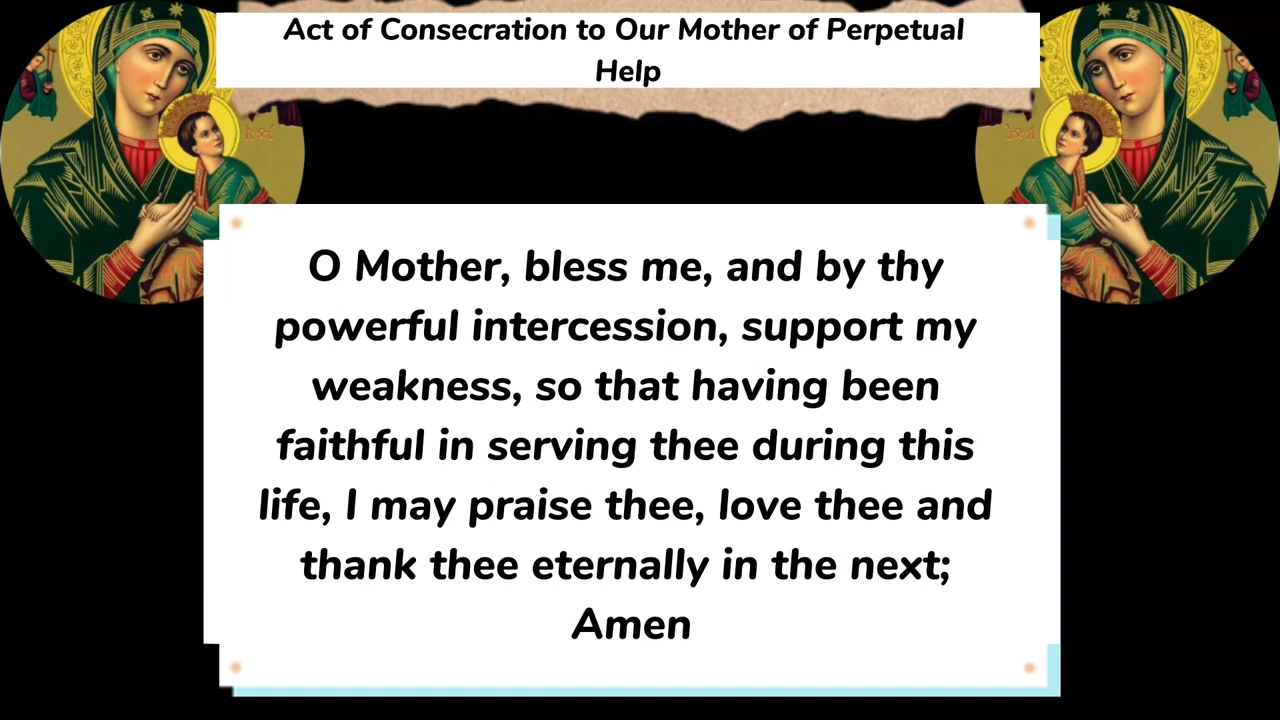 Act of Consecration to Our Mother of Perpetual
Help
O Mother, bless me, and by thy
powerful intercession, support my
weakness, so that having been
faithful in serving thee during this
life, I may praise thee, love thee and
thank thee eternally in the next;
Amen